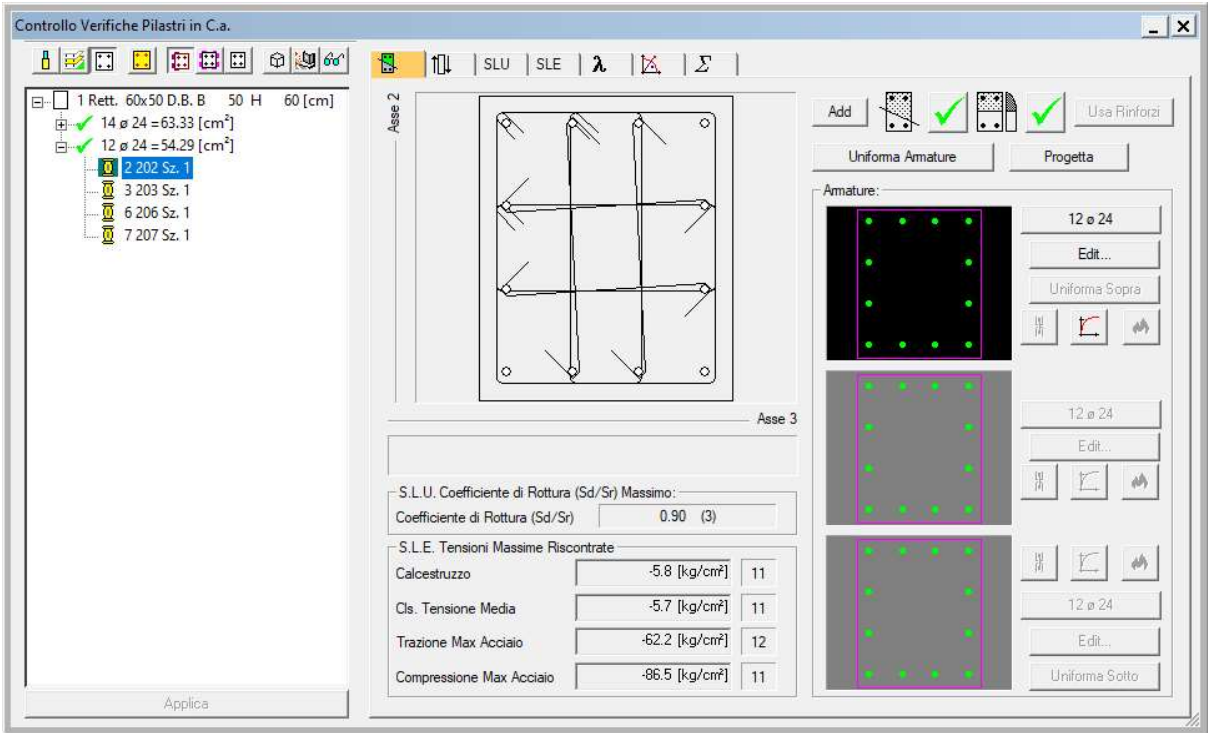 Controllo Verifiche Pilastri in C.a.
1 Rett. 60x50 D.B. B 50 H 60 [cm]
14 ø 24 =63.33 [cm²]
12 ø 24 =54.29 [cm²]
2 202 Sz. 1
3 203 Sz. 1
6 206 Sz. 1
7 207 Sz. 1
Applica
SLU SLE λ Σ
Asse 2
Asse 3
S.L.U. Coefficiente di Rottura (Sd/Sr) Massimo:
Coefficiente di Rottura (Sd/Sr) 0.90 (3)
S.L.E. Tensioni Massime Riscontrate
Calcestruzzo -5.8 [kg/cm²] 11
Cls. Tensione Media -5.7 [kg/cm²] 11
Trazione Max Acciaio -62.2 [kg/cm²] 12
Compressione Max Acciaio -86.5 [kg/cm²] 11
Add Usa Rinforzi
Uniforma Armature Progetta
Armature:
12 ø 24
Edit...
Uniforma Sopra
12 ø 24
Edit...
12 ø 24
Edit...
Uniforma Sotto